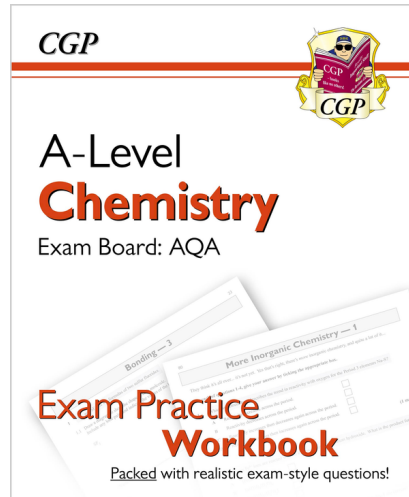 CGP
CGP
CGP
A-Level
Chemistry
Exam Board: AQA
Bonding — 3
More Inorganic Chemistry — 1
Exam Practice
Workbook
Packed with realistic exam-style questions!